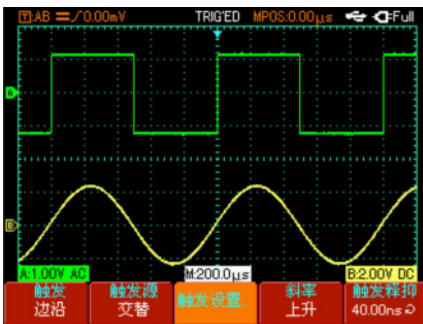 T:AB 0.00mV TRIG'ED MPOS:0.00μs Full
A
B
A:1.00V AC M:200.0μs B:2.00V DC
触发 触发源 触发设置 斜率 触发释抑
边沿 交替 上升 40.00ns